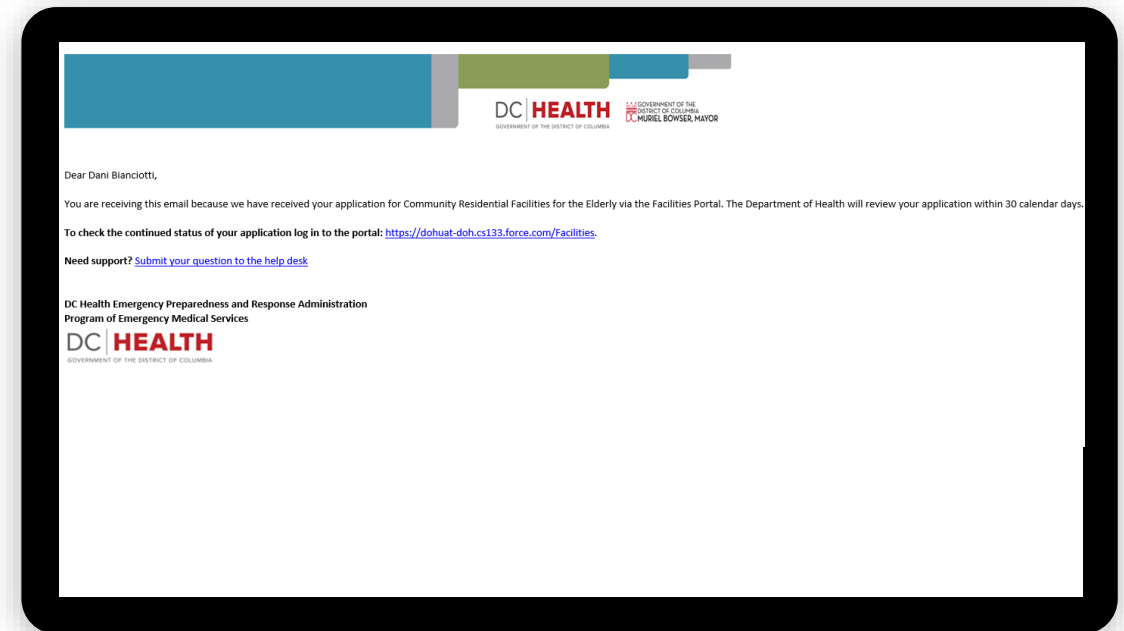 DC HEALTH
GOVERNMENT OF THE DISTRICT OF COLUMBIA
GOVERNMENT OF THE
DISTRICT OF COLUMBIA
DC MURIEL BOWSER, MAYOR
Dear Dani Bianciotti,
You are receiving this email because we have received your application for Community Residential Facilities for the Elderly via the Facilities Portal. The Department of Health will review your application within 30 calendar days.
To check the continued status of your application log in to the portal: https://dohuat-doh.cs133.force.com/Facilities.
Need support? Submit your question to the help desk
DC Health Emergency Preparedness and Response Administration
Program of Emergency Medical Services
DC HEALTH
GOVERNMENT OF THE DISTRICT OF COLUMBIA